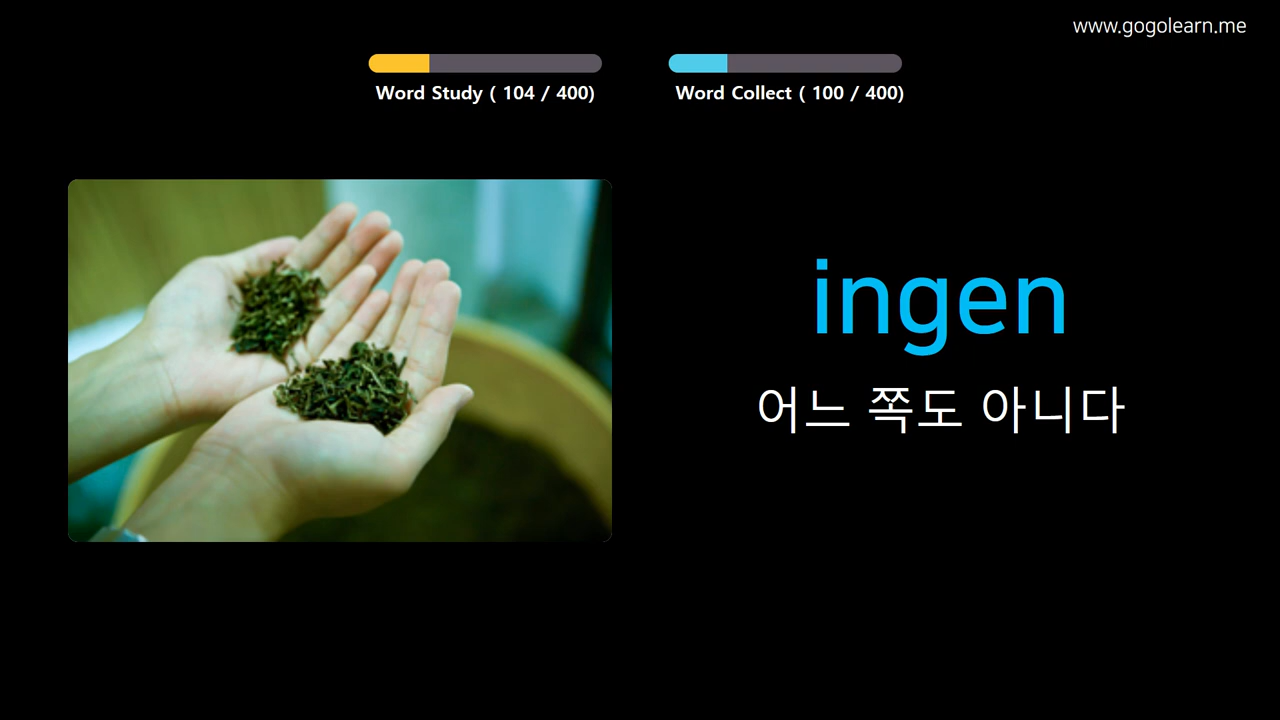 www.gogolearn.me
Word Study ( 104 / 400)
Word Collect ( 100 / 400)
ingen
어느 쪽도 아니다